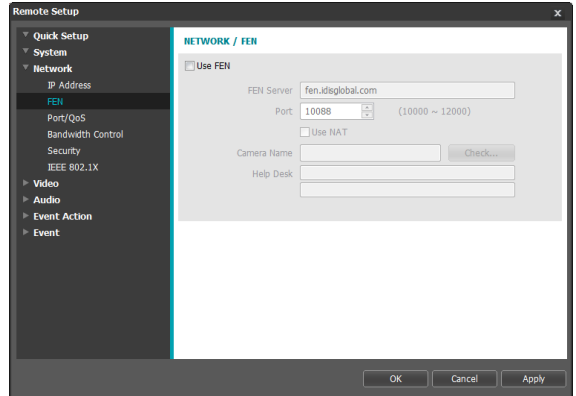 Remote Setup
x
Quick Setup
System
Network
IP Address
FEN
Port/QoS
Bandwidth Control
Security
IEEE 802.1X
Video
Audio
Event Action
Event
NETWORK / FEN
Use FEN
FEN Server fen.idisglobal.com
Port 10088 (10000 ~ 12000)
Use NAT
Camera Name Check...
Help Desk
OK Cancel Apply